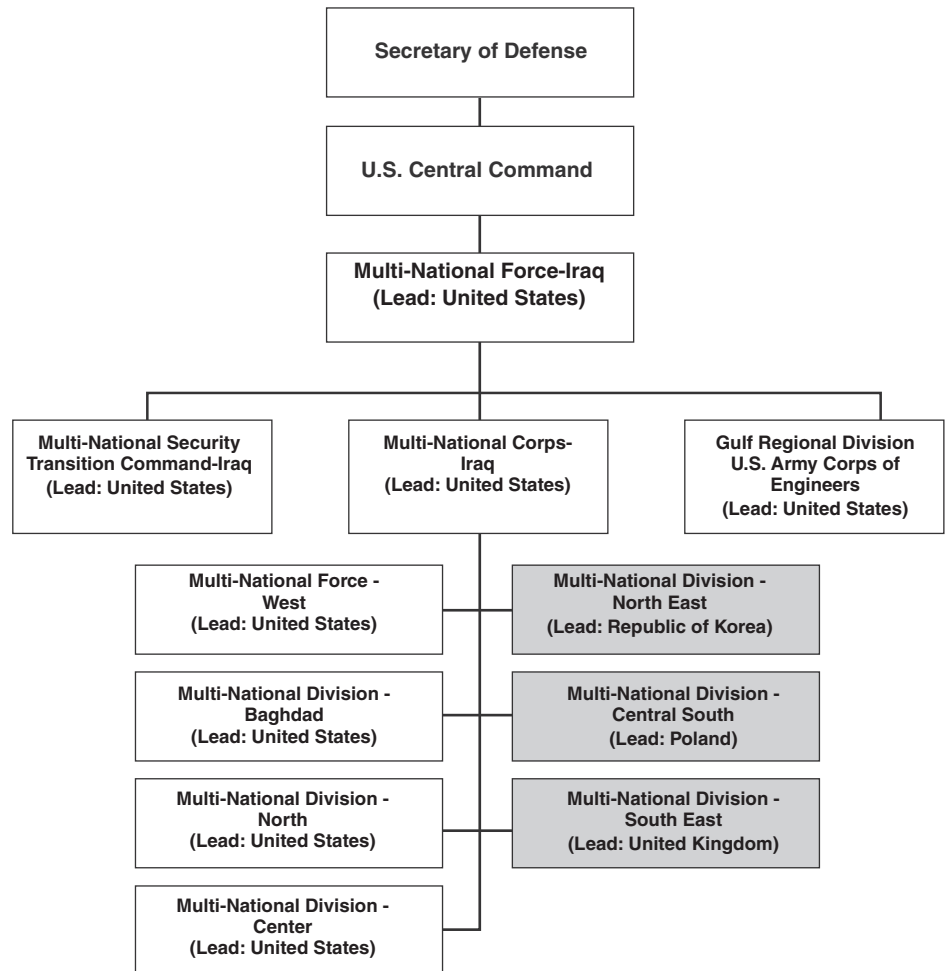 Secretary of Defense
U.S. Central Command
Multi-National Force-Iraq
(Lead: United States)
Multi-National Security
Transition Command-Iraq
(Lead: United States)
Multi-National Corps-
Iraq
(Lead: United States)
Gulf Regional Division
U.S. Army Corps of
Engineers
(Lead: United States)
Multi-National Force -
West
(Lead: United States)
Multi-National Division -
North East
(Lead: Republic of Korea)
Multi-National Division -
Baghdad
(Lead: United States)
Multi-National Division -
Central South
(Lead: Poland)
Multi-National Division -
North
(Lead: United States)
Multi-National Division -
South East
(Lead: United Kingdom)
Multi-National Division -
Center
(Lead: United States)